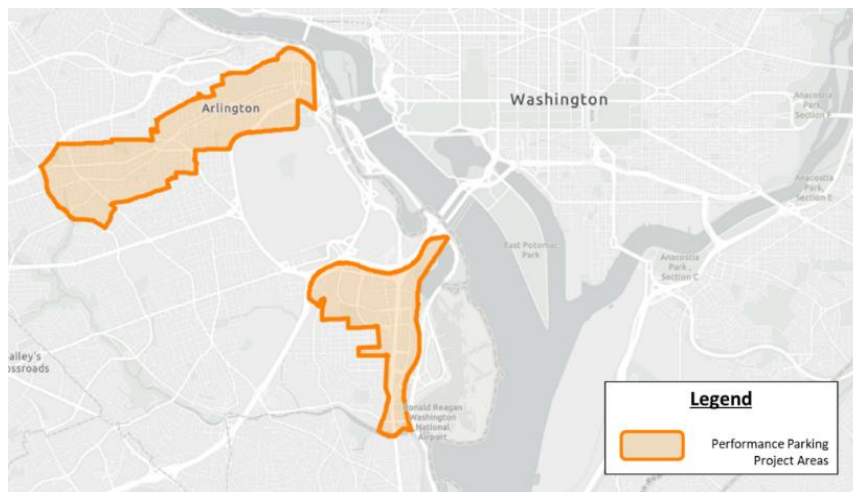 Washington
Arlington
Anacostia
Park,
Section F
Anacostia
Park,
Section E
East Potomac
Park
Anacostia
Park ,
Section C
ailey's
ossroads
onald Reagan
Washington
National
Airport
Legend
Performance Parking
Project Areas